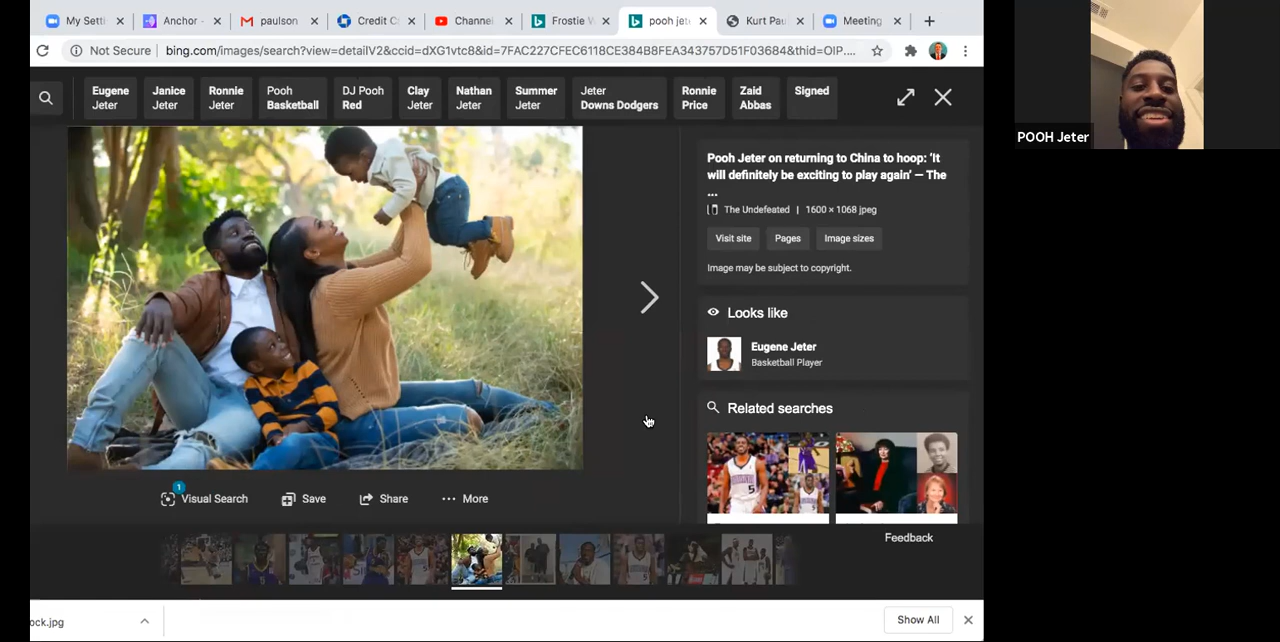 My Sett
Anchor -
paulson
Credit C
Channel
Frostie W
pooh jete
Kurt Pau
Meeting
Not Secure
bing.com/images/search?view=detailV2&ccid=dXG1vtc8&id=7FAC227CFEC6118CE384B8FEA343757D51F03684&thid=OIP....
Eugene
Jeter
Janice
Jeter
Ronnie
Jeter
Pooh
Basketball
DJ Pooh
Red
Clay
Jeter
Nathan
Jeter
Summer
Jeter
Jeter
Downs Dodgers
Ronnie
Price
Zaid
Abbas
Signed
POOH Jeter
Pooh Jeter on returning to China to hoop: ‘It
will definitely be exciting to play again’ — The
...
The Undefeated | 1600 × 1068 jpeg
Visit site
Pages
Image sizes
Image may be subject to copyright.
Looks like
Eugene Jeter
Basketball Player
Related searches
1
Visual Search
Save
Share
More
Feedback
ock.jpg
Show All